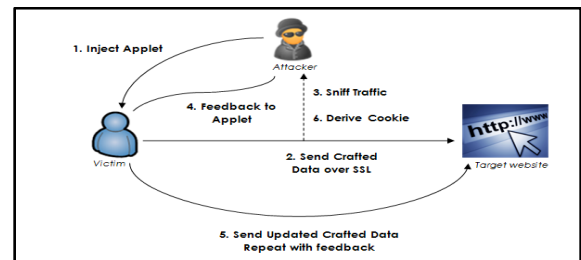 1. Inject Applet
Attacker
3. Sniff Traffic
4. Feedback to
Applet
6. Derive Cookie
http://www
Victim
2. Send Crafted
Data over SSL
Target website
5. Send Updated Crafted Data
Repeat with feedback